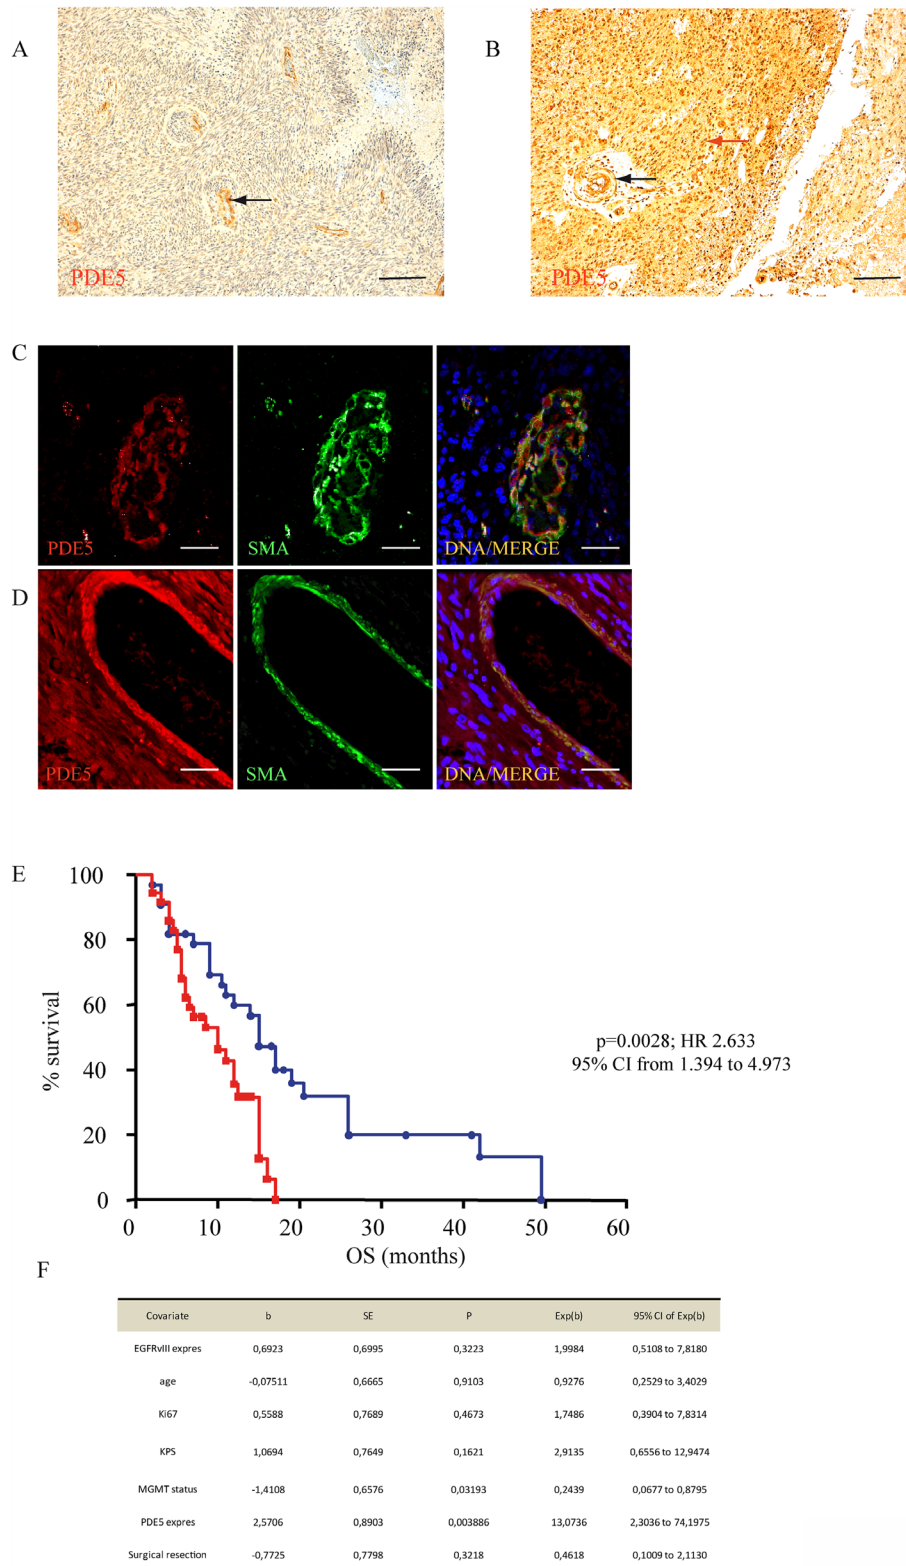 A
B
PDE5
PDE5
C
PDE5
SMA
DNA/MERGE
D
PDE5
SMA
DNA/MERGE
E
100
80
60
40
20
0
% survival
0 10 20 30 40 50 60
OS (months)
p=0.0028; HR 2.633
95% CI from 1.394 to 4.973
F
Covariate b SE P Exp(b) 95% CI of Exp(b)
EGFRvIII expres 0,6923 0,6995 0,3223 1,9984 0,5108 to 7,8180
age -0,07511 0,6665 0,9103 0,9276 0,2529 to 3,4029
Ki67 0,5588 0,7689 0,4673 1,7486 0,3904 to 7,8314
KPS 1,0694 0,7649 0,1621 2,9135 0,6556 to 12,9474
MGMT status -1,4108 0,6576 0,03193 0,2439 0,0677 to 0,8795
PDE5 expres 2,5706 0,8903 0,003886 13,0736 2,3036 to 74,1975
Surgical resection -0,7725 0,7798 0,3218 0,4618 0,1009 to 2,1130